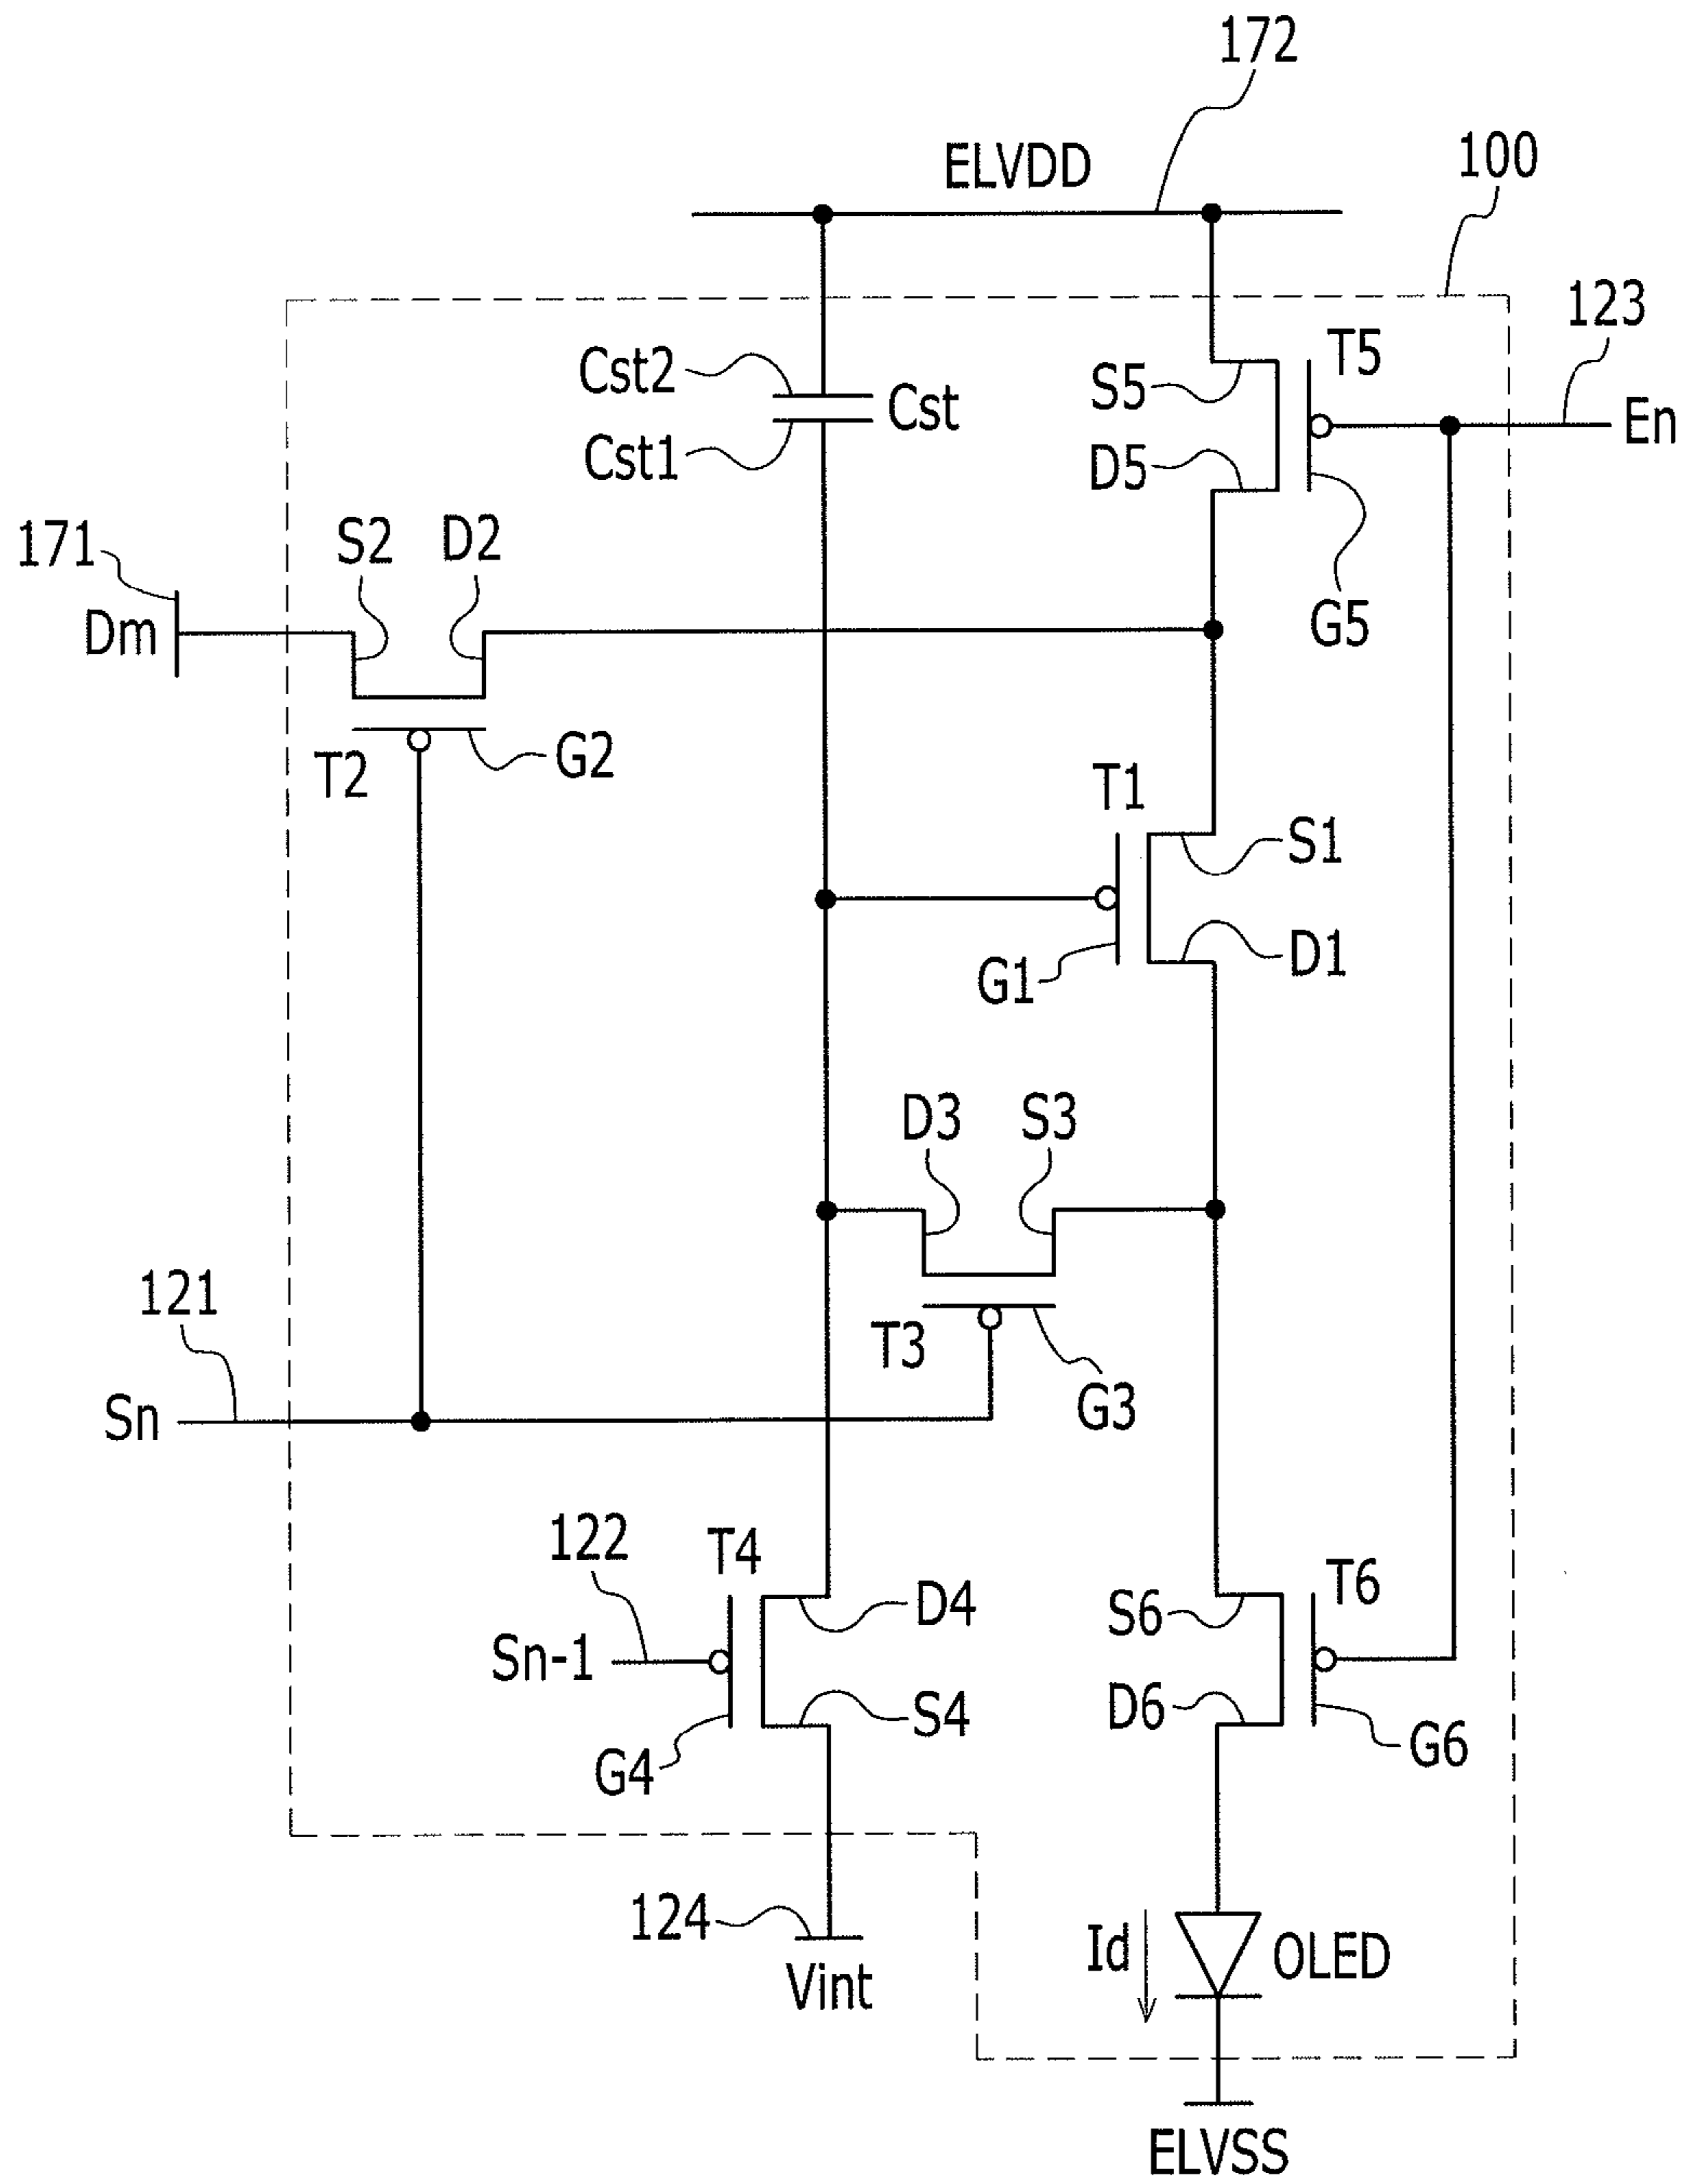 172
ELVDD
100
123
Cst2
Cst
Cst1
S5
T5
En
D5
171
S2
D2
G5
Dm
T2
G2
T1
S1
G1
D1
D3
S3
121
T3
G3
Sn
122
T4
D4
S6
T6
Sn-1
G4
S4
D6
G6
124
Vint
Id
OLED
ELVSS